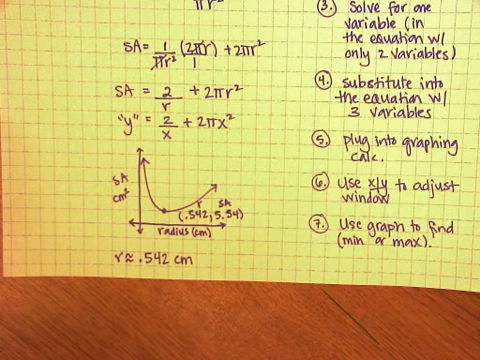 πr²
SA = 1/πr² (2πr)/1 + 2πr²
SA = 2/r + 2πr²
"y" = 2/x + 2πx²
SA
cm²
r SA
(.542, 5.54)
radius (cm)
r ≈ .542 cm
3. Solve for one
variable (in
the equation w/
only 2 variables)
4. substitute into
the equation w/
3 variables
5. plug into graphing
calc.
6. Use x/y to adjust
window
7. Use graph to find
(min or max).